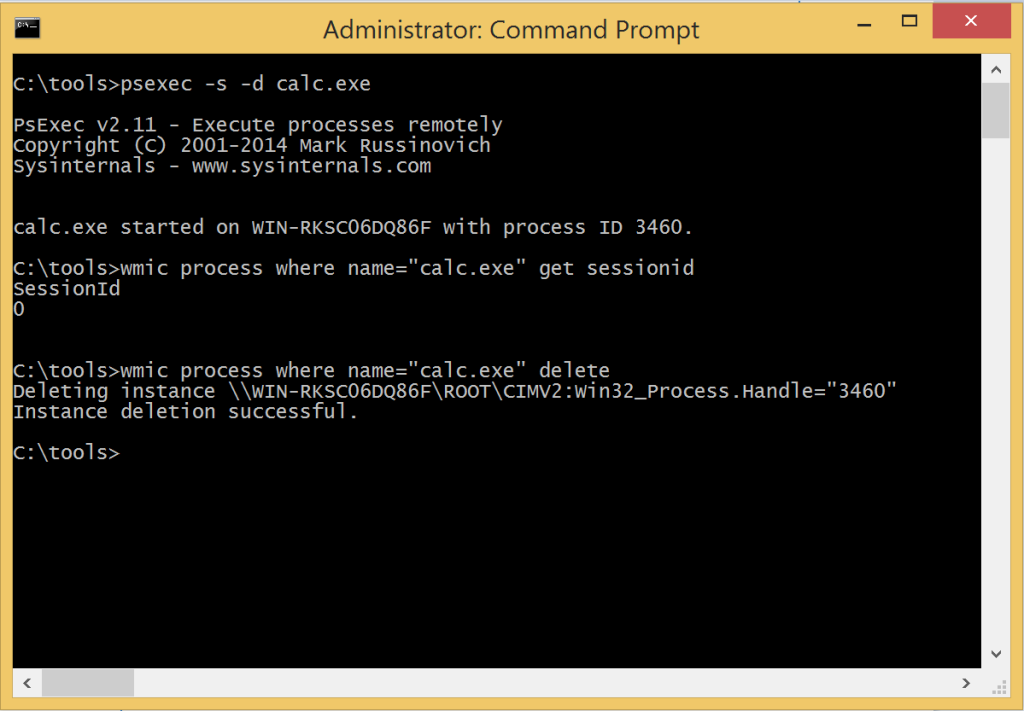 Administrator: Command Prompt
C:\tools>psexec -s -d calc.exe
PsExec v2.11 - Execute processes remotely
Copyright (C) 2001-2014 Mark Russinovich
Sysinternals - www.sysinternals.com
calc.exe started on WIN-RKSC06DQ86F with process ID 3460.
C:\tools>wmic process where name="calc.exe" get sessionid
SessionId
0
C:\tools>wmic process where name="calc.exe" delete
Deleting instance \\WIN-RKSC06DQ86F\ROOT\CIMV2:Win32_Process.Handle="3460"
Instance deletion successful.
C:\tools>